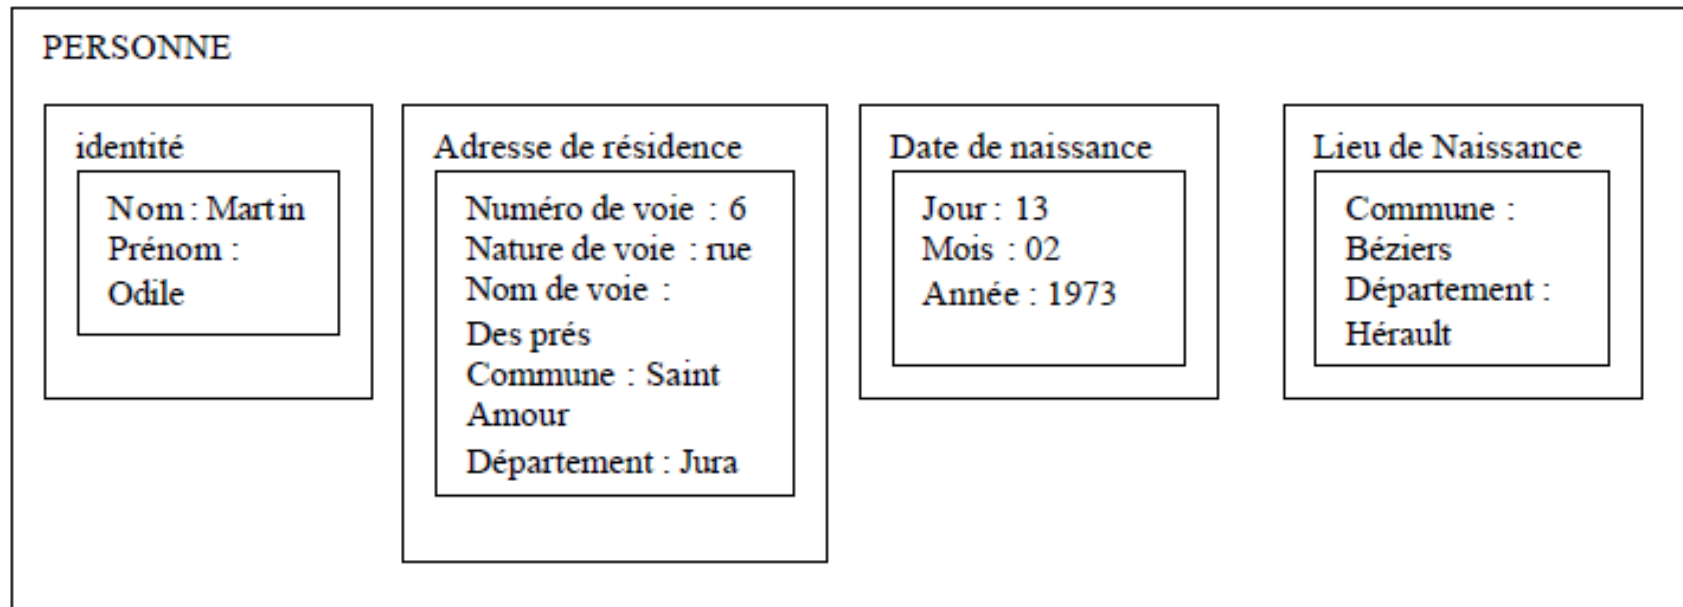 PERSONNE
identité
Nom : Martin
Prénom :
Odile
Adresse de résidence
Numéro de voie : 6
Nature de voie : rue
Nom de voie :
Des prés
Commune : Saint
Amour
Département : Jura
Date de naissance
Jour : 13
Mois : 02
Année : 1973
Lieu de Naissance
Commune :
Béziers
Département :
Hérault